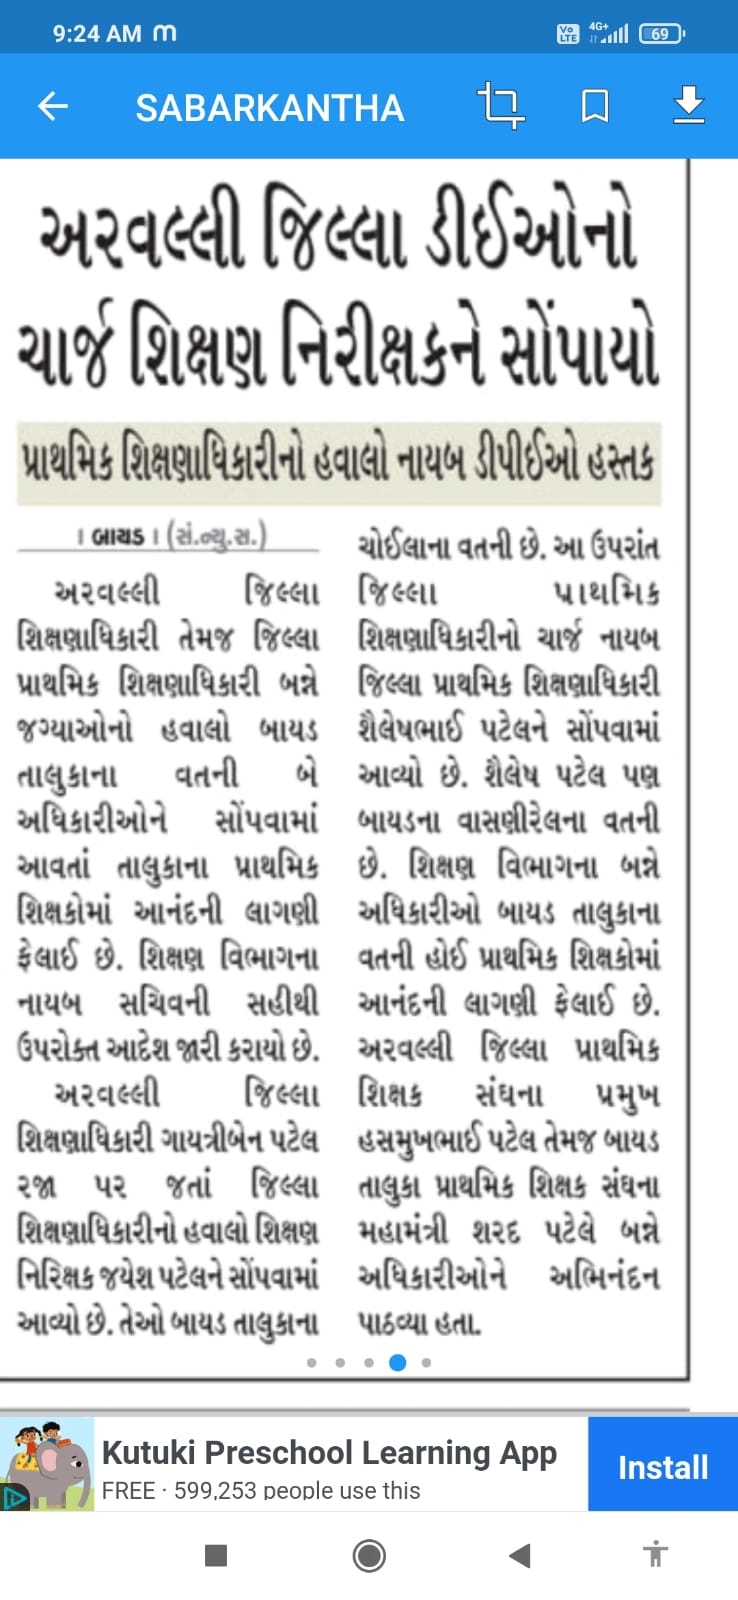 9:24 AM
Vo LTE 4G+ 69
SABARKANTHA
અરવલ્લી જિલ્લા ડીઈઓનો
ચાર્જ શિક્ષણ નિરીક્ષકને સોંપાયો
પ્રાથમિક શિક્ષણાધિકારીનો હવાલો નાયબ ડીપીઈઓ હસ્તક
। બાયડ । (સં.ન્યુ.સ.)
અરવલ્લી જિલ્લા
શિક્ષણાધિકારી તેમજ જિલ્લા
પ્રાથમિક શિક્ષણાધિકારી બન્ને
જગ્યાઓનો હવાલો બાયડ
તાલુકાના વતની બે
અધિકારીઓને સોંપવામાં
આવતાં તાલુકાના પ્રાથમિક
શિક્ષકોમાં આનંદની લાગણી
ફેલાઈ છે. શિક્ષણ વિભાગના
નાયબ સચિવની સહીથી
ઉપરોક્ત આદેશ જારી કરાયો છે.
અરવલ્લી જિલ્લા
શિક્ષણાધિકારી ગાયત્રીબેન પટેલ
રજા પર જતાં જિલ્લા
શિક્ષણાધિકારીનો હવાલો શિક્ષણ
નિરિક્ષક જયેશ પટેલને સોંપવામાં
આવ્યો છે. તેઓ બાયડ તાલુકાના
ચોઈલાના વતની છે. આ ઉપરાંત
જિલ્લા પ્રાથમિક
શિક્ષણાધિકારીનો ચાર્જ નાયબ
જિલ્લા પ્રાથમિક શિક્ષણાધિકારી
શૈલેષભાઈ પટેલને સોંપવામાં
આવ્યો છે. શૈલેષ પટેલ પણ
બાયડના વાસણીરેલના વતની
છે. શિક્ષણ વિભાગના બન્ને
અધિકારીઓ બાયડ તાલુકાના
વતની હોઈ પ્રાથમિક શિક્ષકોમાં
આનંદની લાગણી ફેલાઈ છે.
અરવલ્લી જિલ્લા પ્રાથમિક
શિક્ષક સંઘના પ્રમુખ
હસમુખભાઈ પટેલ તેમજ બાયડ
તાલુકા પ્રાથમિક શિક્ષક સંઘના
મહામંત્રી શરદ પટેલે બન્ને
અધિકારીઓને અભિનંદન
પાઠવ્યા હતા.
Kutuki Preschool Learning App
FREE · 599,253 people use this
Install